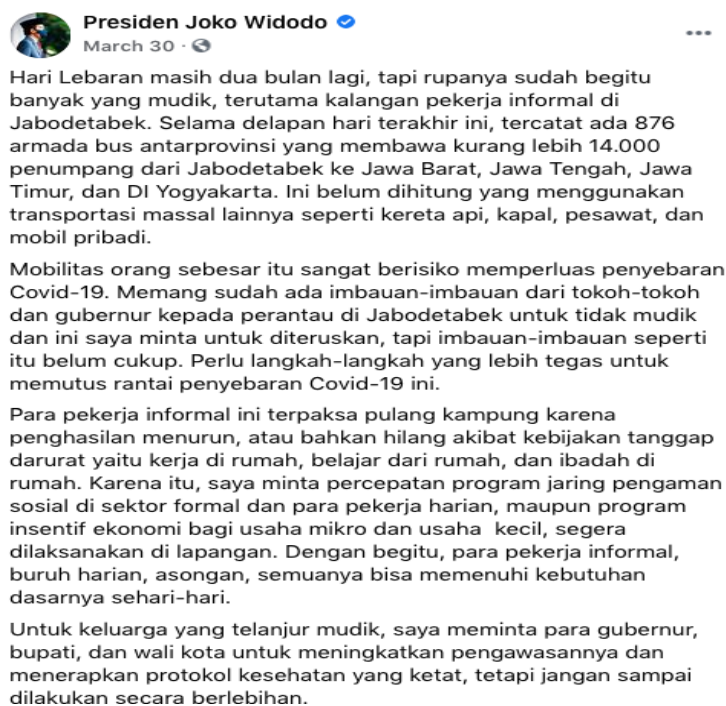 Presiden Joko Widodo
March 30 ·
Hari Lebaran masih dua bulan lagi, tapi rupanya sudah begitu
banyak yang mudik, terutama kalangan pekerja informal di
Jabodetabek. Selama delapan hari terakhir ini, tercatat ada 876
armada bus antarprovinsi yang membawa kurang lebih 14.000
penumpang dari Jabodetabek ke Jawa Barat, Jawa Tengah, Jawa
Timur, dan DI Yogyakarta. Ini belum dihitung yang menggunakan
transportasi massal lainnya seperti kereta api, kapal, pesawat, dan
mobil pribadi.
Mobilitas orang sebesar itu sangat berisiko memperluas penyebaran
Covid-19. Memang sudah ada imbauan-imbauan dari tokoh-tokoh
dan gubernur kepada perantau di Jabodetabek untuk tidak mudik
dan ini saya minta untuk diteruskan, tapi imbauan-imbauan seperti
itu belum cukup. Perlu langkah-langkah yang lebih tegas untuk
memutus rantai penyebaran Covid-19 ini.
Para pekerja informal ini terpaksa pulang kampung karena
penghasilan menurun, atau bahkan hilang akibat kebijakan tanggap
darurat yaitu kerja di rumah, belajar dari rumah, dan ibadah di
rumah. Karena itu, saya minta percepatan program jaring pengaman
sosial di sektor formal dan para pekerja harian, maupun program
insentif ekonomi bagi usaha mikro dan usaha kecil, segera
dilaksanakan di lapangan. Dengan begitu, para pekerja informal,
buruh harian, asongan, semuanya bisa memenuhi kebutuhan
dasarnya sehari-hari.
Untuk keluarga yang telanjur mudik, saya meminta para gubernur,
bupati, dan wali kota untuk meningkatkan pengawasannya dan
menerapkan protokol kesehatan yang ketat, tetapi jangan sampai
dilakukan secara berlebihan.